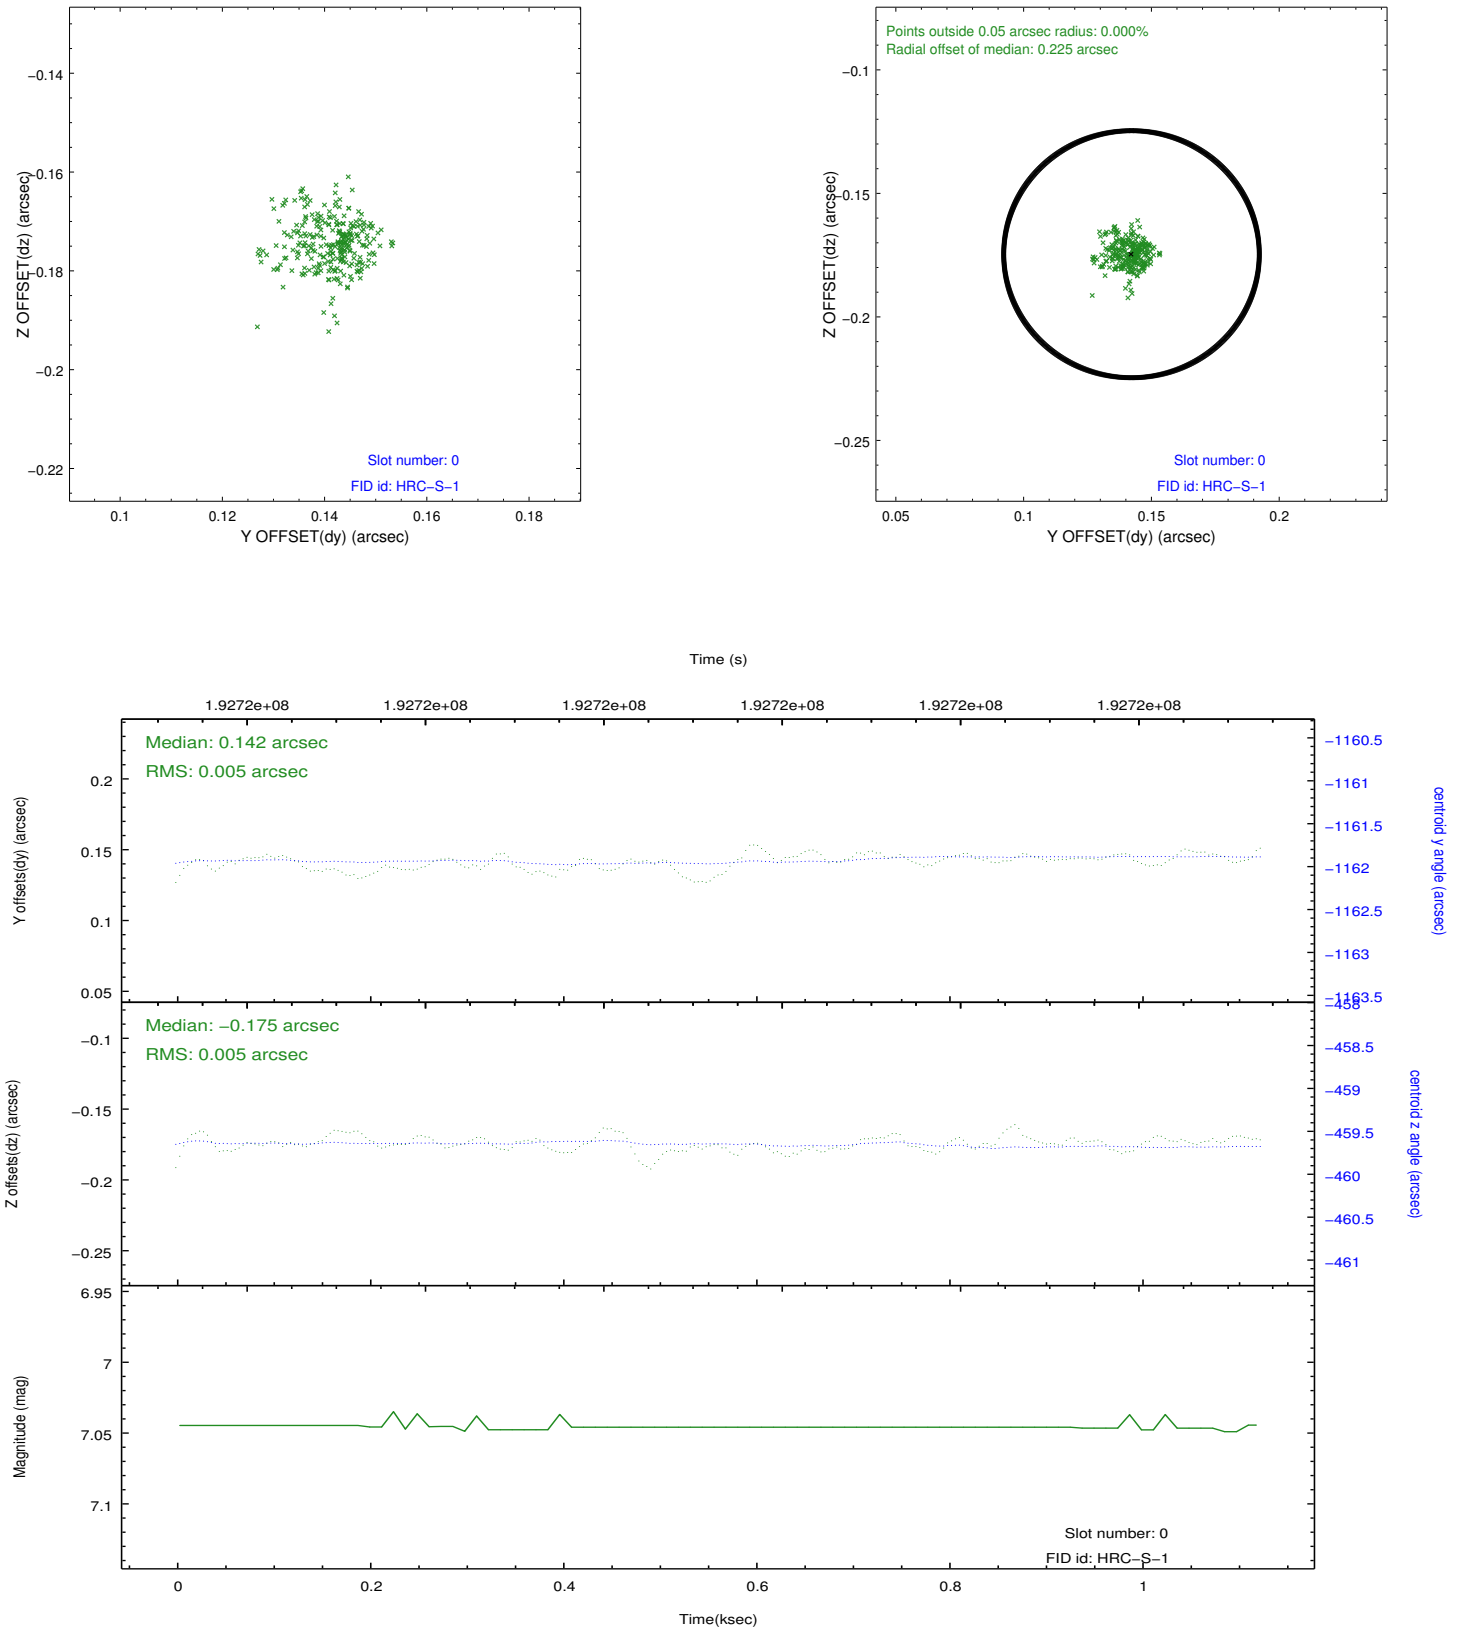 −0.14
−0.16
−0.18
−0.2
−0.22
Z OFFSET(dz) (arcsec)
Slot number: 0
FID id: HRC−S−1
0.1 0.12 0.14 0.16 0.18
Y OFFSET(dy) (arcsec)
Points outside 0.05 arcsec radius: 0.000%
Radial offset of median: 0.225 arcsec
−0.1
−0.15
−0.2
−0.25
Z OFFSET(dz) (arcsec)
Slot number: 0
FID id: HRC−S−1
0.05 0.1 0.15 0.2
Y OFFSET(dy) (arcsec)
Time (s)
1.9272e+08 1.9272e+08 1.9272e+08 1.9272e+08 1.9272e+08 1.9272e+08
Median: 0.142 arcsec
RMS: 0.005 arcsec
0.2
0.15
0.1
0.05
Y offsets(dy) (arcsec)
−1160.5
−1161
−1161.5
−1162
−1162.5
−1163
−1163.5
centroid y angle (arcsec)
Median: −0.175 arcsec
RMS: 0.005 arcsec
−0.1
−0.15
−0.2
−0.25
Z offsets(dz) (arcsec)
−458
−458.5
−459
−459.5
−460
−460.5
−461
centroid z angle (arcsec)
6.95
7
7.05
7.1
Magnitude (mag)
Slot number: 0
FID id: HRC−S−1
0 0.2 0.4 0.6 0.8 1
Time(ksec)